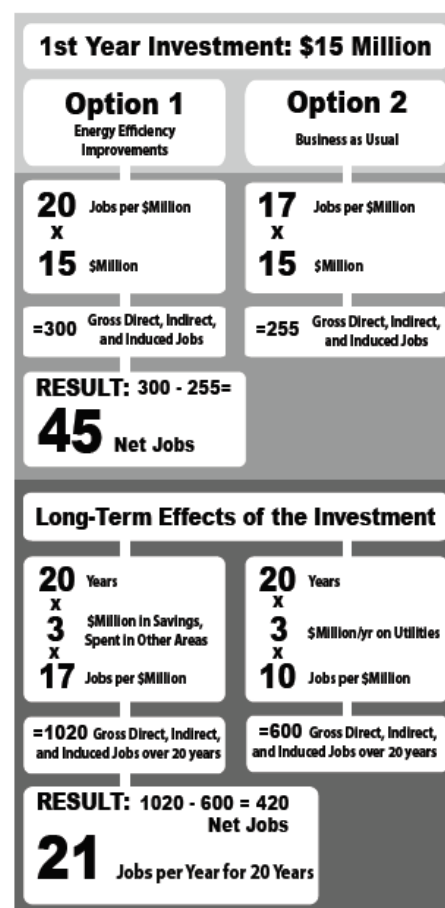 1st Year Investment: $15 Million
Option 1
Energy Efficiency
Improvements
Option 2
Business as Usual
20 Jobs per $Million
x
15 $Million
17 Jobs per $Million
x
15 $Million
=300 Gross Direct, Indirect,
and Induced Jobs
=255 Gross Direct, Indirect,
and Induced Jobs
RESULT: 300 - 255=
45 Net Jobs
Long-Term Effects of the Investment
20 Years
x
3 $Million in Savings,
Spent in Other Areas
x
17 Jobs per $Million
20 Years
x
3 $Million/yr on Utilities
x
10 Jobs per $Million
=1020 Gross Direct, Indirect,
and Induced Jobs over 20 years
=600 Gross Direct, Indirect,
and Induced Jobs over 20 years
RESULT: 1020 - 600 = 420
Net Jobs
21 Jobs per Year for 20 Years